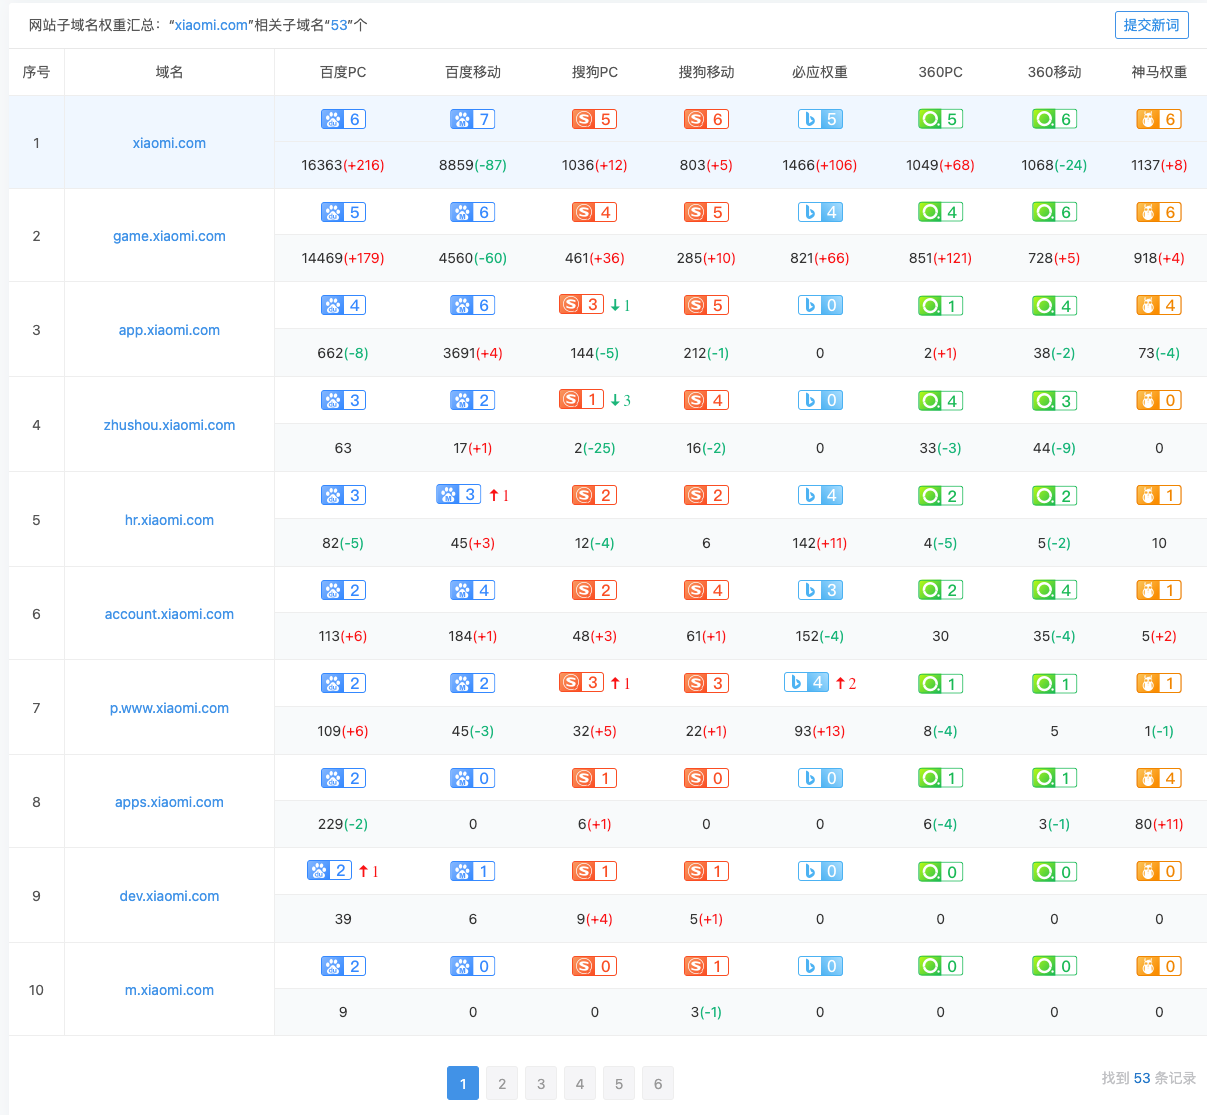 网站子域名权重汇总：“xiaomi.com”相关子域名“53”个
提交新词
序号 域名 百度PC 百度移动 搜狗PC 搜狗移动 必应权重 360PC 360移动 神马权重
6 7 5 6 5 5 6 6
1 xiaomi.com
16363(+216) 8859(-87) 1036(+12) 803(+5) 1466(+106) 1049(+68) 1068(-24) 1137(+8)
5 6 4 5 4 4 6 6
2 game.xiaomi.com
14469(+179) 4560(-60) 461(+36) 285(+10) 821(+66) 851(+121) 728(+5) 918(+4)
4 6 3 ↓1 5 0 1 4 4
3 app.xiaomi.com
662(-8) 3691(+4) 144(-5) 212(-1) 0 2(+1) 38(-2) 73(-4)
3 2 1 ↓3 4 0 4 3 0
4 zhushou.xiaomi.com
63 17(+1) 2(-25) 16(-2) 0 33(-3) 44(-9) 0
3 3 ↑1 2 2 4 2 2 1
5 hr.xiaomi.com
82(-5) 45(+3) 12(-4) 6 142(+11) 4(-5) 5(-2) 10
2 4 2 4 3 2 4 1
6 account.xiaomi.com
113(+6) 184(+1) 48(+3) 61(+1) 152(-4) 30 35(-4) 5(+2)
2 2 3 ↑1 3 4 ↑2 1 1 1
7 p.www.xiaomi.com
109(+6) 45(-3) 32(+5) 22(+1) 93(+13) 8(-4) 5 1(-1)
2 0 1 0 0 1 1 4
8 apps.xiaomi.com
229(-2) 0 6(+1) 0 0 6(-4) 3(-1) 80(+11)
2 ↑1 1 1 1 0 0 0 0
9 dev.xiaomi.com
39 6 9(+4) 5(+1) 0 0 0 0
2 0 0 1 0 0 0 0
10 m.xiaomi.com
9 0 0 3(-1) 0 0 0 0
1 2 3 4 5 6
找到 53 条记录